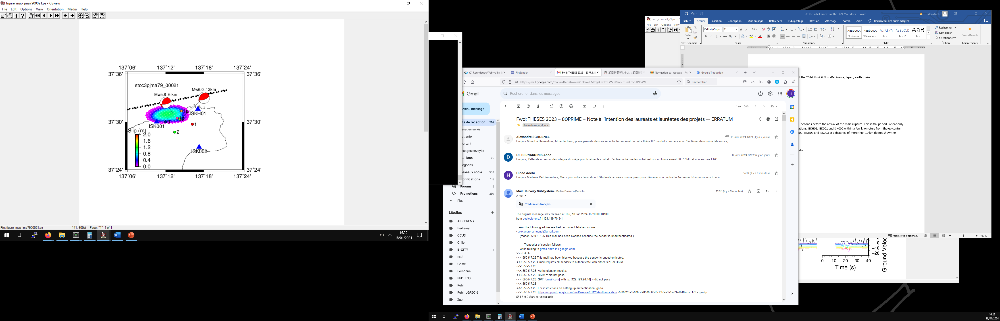 figure_map_jma7900021.ps - GSview
File Edit Options View Orientation Media Help
137°06' 137°12' 137°18' 137°24'
37°36' 37°36'
stoc3pjma79_00021
Mw6.0-12km
Mw5.8-6 km
1a
ISKH01
37°30' 37°30'
ISK001
1
Slip (m)
2
2.0
1.6
1.2
0.8
0.4
0.0
ISK002
37°24' 37°24'
137°06' 137°12' 137°18' 137°24'
File: figure_map_jma7900021.ps 141, 600pt Page: "1" 1 of 1
FR
16:29
18/01/2024
noto_compall_79.ps - GS
File Edit Options View
On the initial process of the 2024 Mw7.docx - Word
Hideo Aochi
Fichier Accueil Insertion Conception Mise en page Références Publipostage Révision Affichage Zotero Aide Rechercher des outils adaptés
Coller
Calibri (Corp: 11
G I S abc x₂ x²
AaBbCcDc AaBbCcDc AaBbCc AaBbCcE AaB
¶ Normal ¶ Sans int... Titre 1 Titre 2 Titre
Rechercher
Remplacer
Sélectionner
Compléments
Presse-papiers Police Paragraphe Styles Édition Compléments
of the 2024 Mw7.6 Noto-Peninsula, Japan, earthquake
0 seconds before the arrival of the main rupture. This initial period is clear only
ations, ISKH01, ISK001 and ISK002 within a few kilometers from the epicenter
02, ISKH03 and ISK003 at a distance of more than 10 km do not show the
rsion
Paramètres d'affichage 100 %
(2) Roundcube Webmail :: B
FileSender
Fwd: THESES 2023 – 80PRIM
朝日新聞デジタル：朝日新
Navigation par réseaux – Ré
Google Traduction
https://mail.google.com/mail/u/0/?tab=wm#inbox/FMfcgzGwJmFWkkRznbLxBmFmcSfPTSWT
Rechercher
Gmail
Rechercher dans les messages
H
uveau message
1 sur 1366
Fr
te de réception 226
ssages suivis
attente
portant
ssages envoyés
uillons 26
tégories
éseaux socia... 303
otifications 216
Forums 2
Promotions 230
Plus
Libellés
ANR PREMs
Berkeley
CCUS
Chile
E-CITY 1
ENS
Gemei
Personnel
PhD_ENS
Publi
Publi_JGR2016
Zach
Fwd: THESES 2023 – 80PRIME – Note à l'intention des lauréats et lauréates des projets -- ERRATUM
Boîte de réception ×
Alexandre SCHUBNEL 16 janv. 2024 17:39 (il y a 2 jours)
Bonjour Mme De Bernardinis, Mme Tacheau, je me permets de vous recontacter au sujet de cette thèse 80' qui doit commencer au 1er février dans notre laboratoire,
D
DE BERNARDINIS Anne 17 janv. 2024 07:52 (il y a 1 jour)
Bonjour, J'attends un retour de collègue du siège pour finaliser le contrat. J'ai bien noté que le contrat est sur un financement 80 PRIME et non sur une ERC. J
H
Hideo Aochi 16:19 (il y a 9 minutes)
Bonjour Madame De Bernardinis, Merci pour votre clarification. L'étudiante arrivera comme prévu pour démarrer son contrat le 1er février. Pourrions-nous fixer u
Mail Delivery Subsystem <Mailer-Daemon@ens.fr> 16:20 (il y a 9 minutes)
À moi
Traduire en français
The original message was received at Thu, 18 Jan 2024 16:20:00 +0100
from geologie.ens.fr [129.199.70.34]
----- The following addresses had permanent fatal errors -----
<alexandre.schubnel@gmail.com>
(reason: 550-5.7.26 This mail has been blocked because the sender is unauthenticated.)
----- Transcript of session follows -----
... while talking to gmail-smtp-in.l.google.com.:
>>> DATA
<<< 550-5.7.26 This mail has been blocked because the sender is unauthenticated.
<<< 550-5.7.26 Gmail requires all senders to authenticate with either SPF or DKIM.
<<< 550-5.7.26
<<< 550-5.7.26 Authentication results:
<<< 550-5.7.26 DKIM = did not pass
<<< 550-5.7.26 SPF [gmail.com] with ip: [129.199.96.40] = did not pass
<<< 550-5.7.26
<<< 550-5.7.26 For instructions on setting up authentication, go to
<<< 550-5.7.26 https://support.google.com/mail/answer/81126#authentication v5-20020a05600c428500b0040c237aa651si8374946wmc.178 - gsmtp
554 5.0.0 Service unavailable
10
0
−10
−20
0 10 20 30 40
Time (s)
Ground Veloc
16:29
18/01/2024